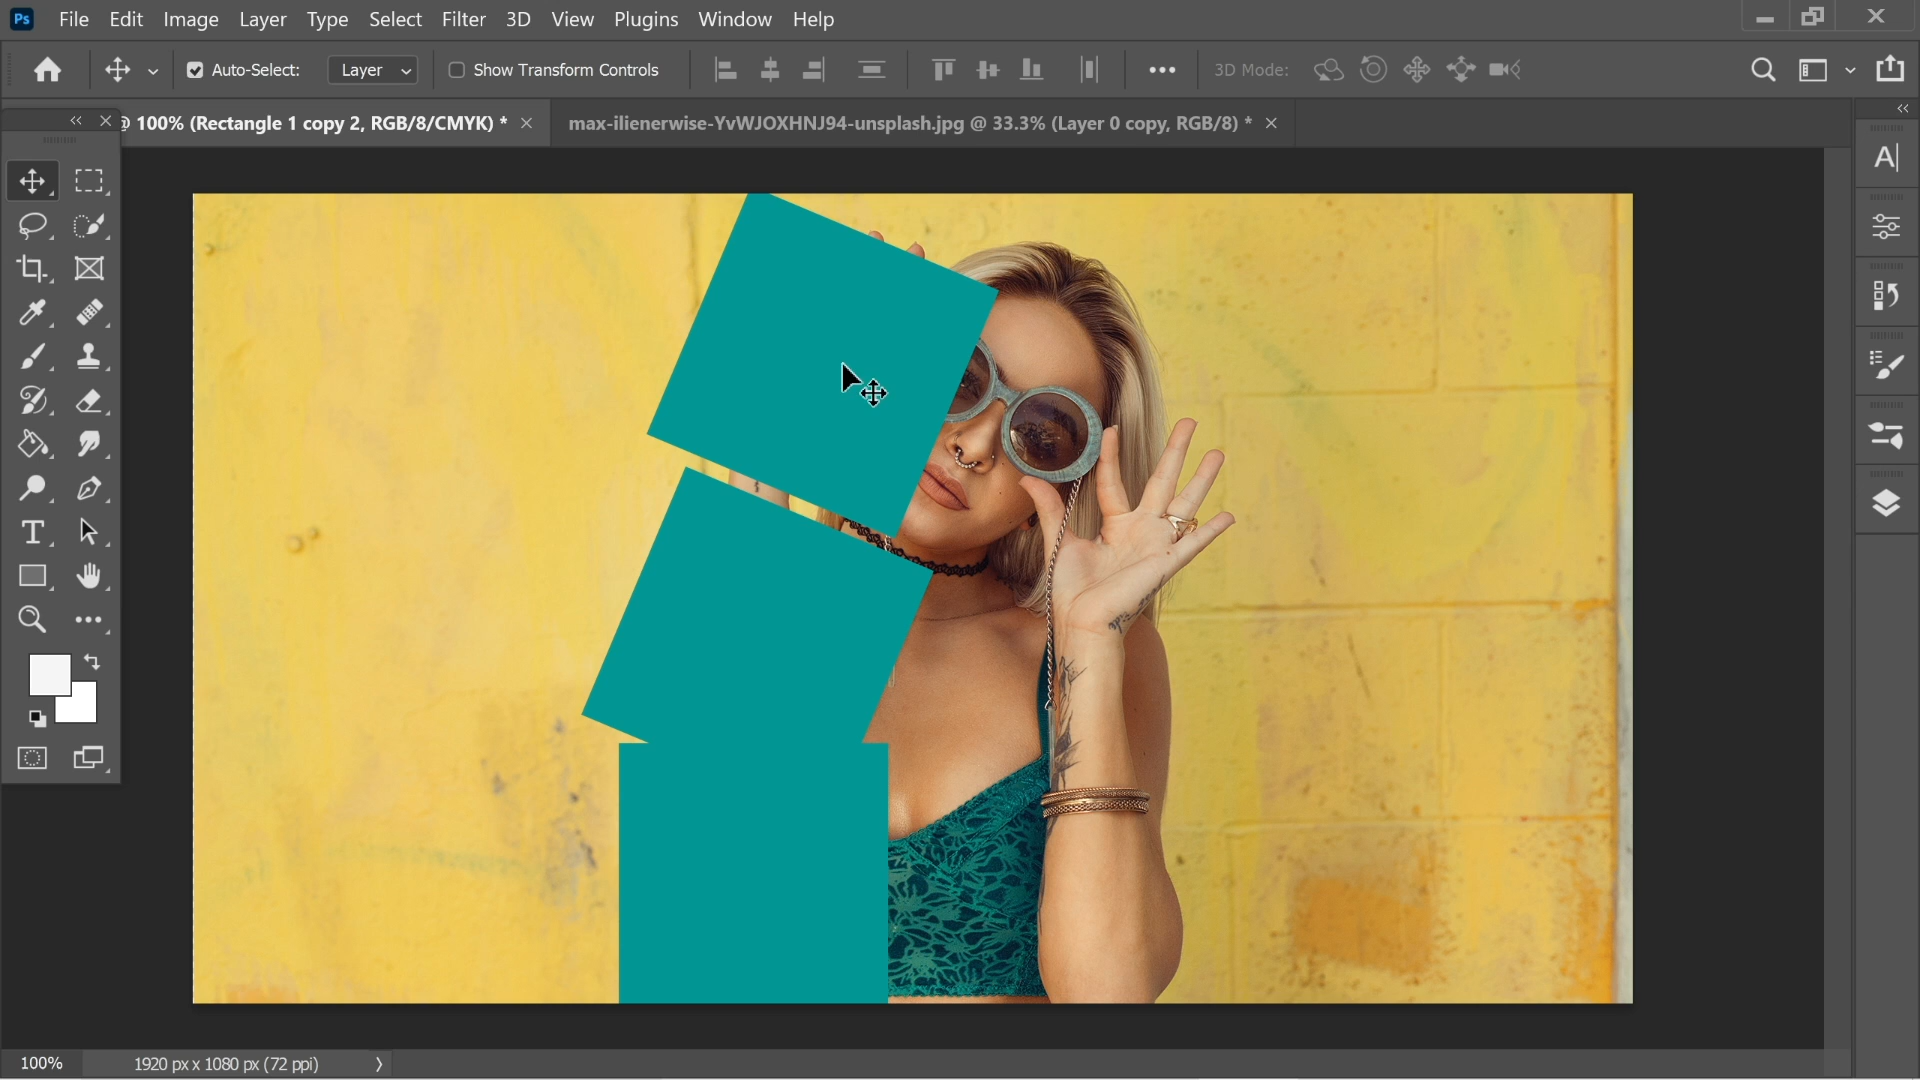 Ps File Edit Image Layer Type Select Filter 3D View Plugins Window Help
Auto-Select: Layer Show Transform Controls 3D Mode:
@ 100% (Rectangle 1 copy 2, RGB/8/CMYK) * max-ilienerwise-YvWJOXHNJ94-unsplash.jpg @ 33.3% (Layer 0 copy, RGB/8) *
100% 1920 px x 1080 px (72 ppi)